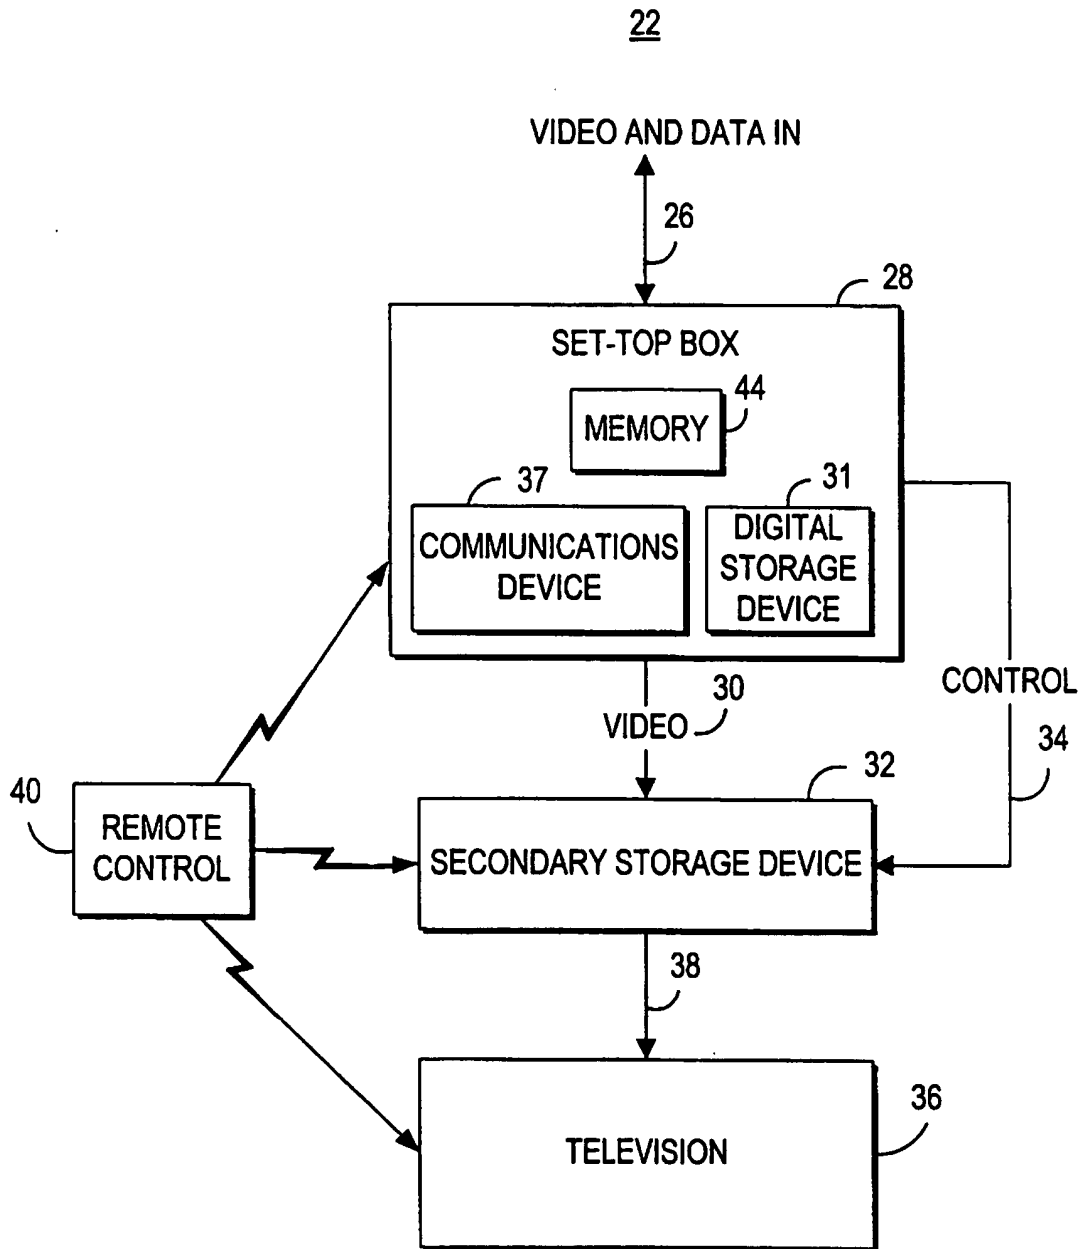 22
VIDEO AND DATA IN
26
28
SET-TOP BOX
44
MEMORY
37
31
COMMUNICATIONS
DEVICE
DIGITAL
STORAGE
DEVICE
CONTROL
30
VIDEO
34
32
40
REMOTE
CONTROL
SECONDARY STORAGE DEVICE
38
36
TELEVISION